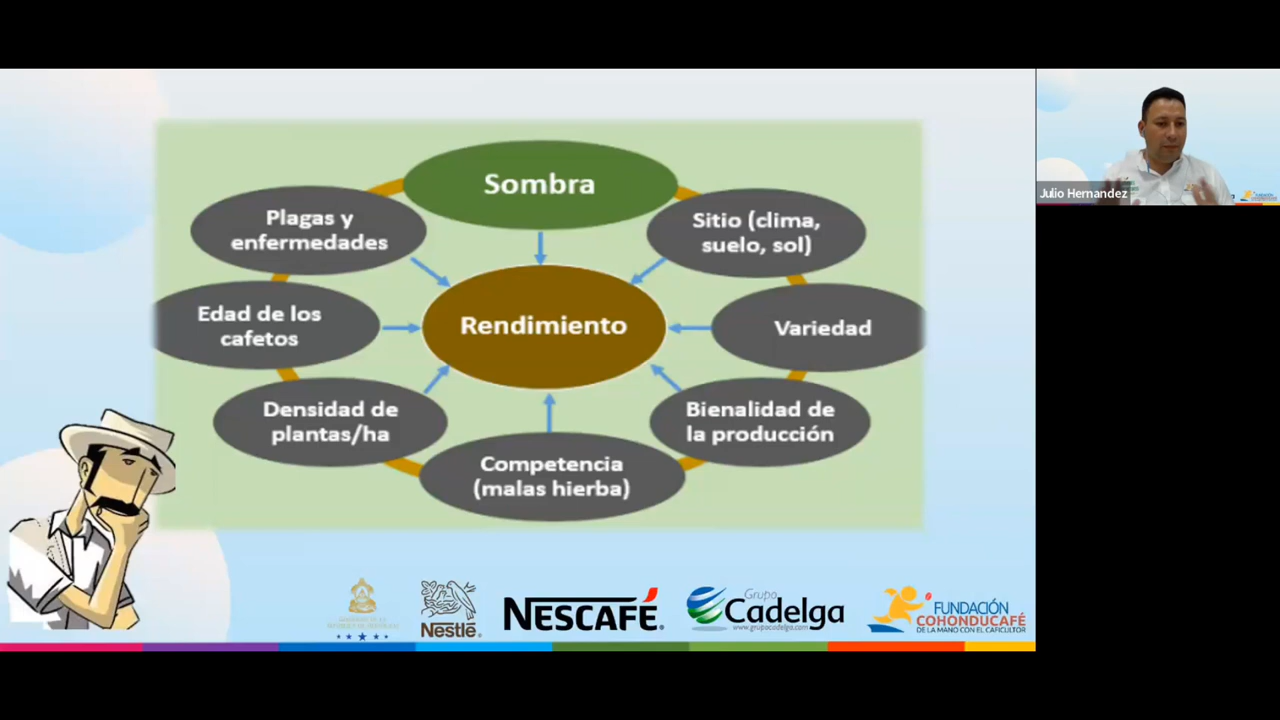 Sombra
Plagas y
enfermedades
Sitio (clima,
suelo, sol)
Edad de los
cafetos
Rendimiento
Variedad
Densidad de
plantas/ha
Bienalidad de
la producción
Competencia
(malas hierba)
Julio Hernandez
Nestlé
NESCAFÉ
Grupo
Cadelga
www.grupocadelga.com
FUNDACIÓN
COHONDUCAFÉ
DE LA MANO CON EL CAFICULTOR